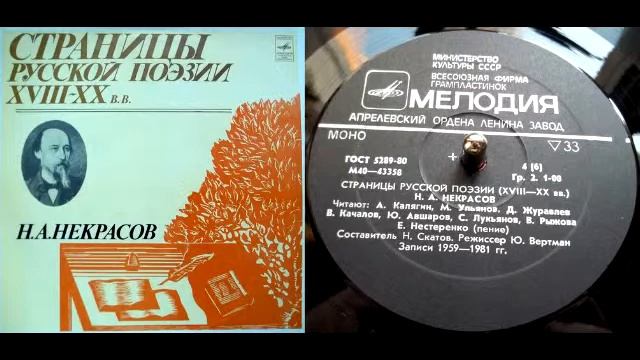 СТРАНИЦЫ
РУССКОЙ ПОЭЗИИ
XVIII-XX В.В.
Н.А.НЕКРАСОВ
МИНИСТЕРСТВО
КУЛЬТУРЫ СССР
ВСЕСОЮЗНАЯ ФИРМА
ГРАМПЛАСТИНОК
МЕЛОДИЯ
АПРЕЛЕВСКИЙ ОРДЕНА ЛЕНИНА ЗАВОД
МОНО
▽33
ГОСТ 5289-80
4 [6]
М40-43358
Гр. 2. 1-00
СТРАНИЦЫ РУССКОЙ ПОЭЗИИ (XVIII—XX вв.)
Н. А. НЕКРАСОВ
Читают: А. Калягин, М. Ульянов, Д. Журавлев
В. Качалов, Ю. Авшаров, С. Лукьянов, В. Рыжова
Е. Нестеренко (пение)
Составитель Н. Скатов. Режиссер Ю. Вертман
Записи 1959—1981 гг.